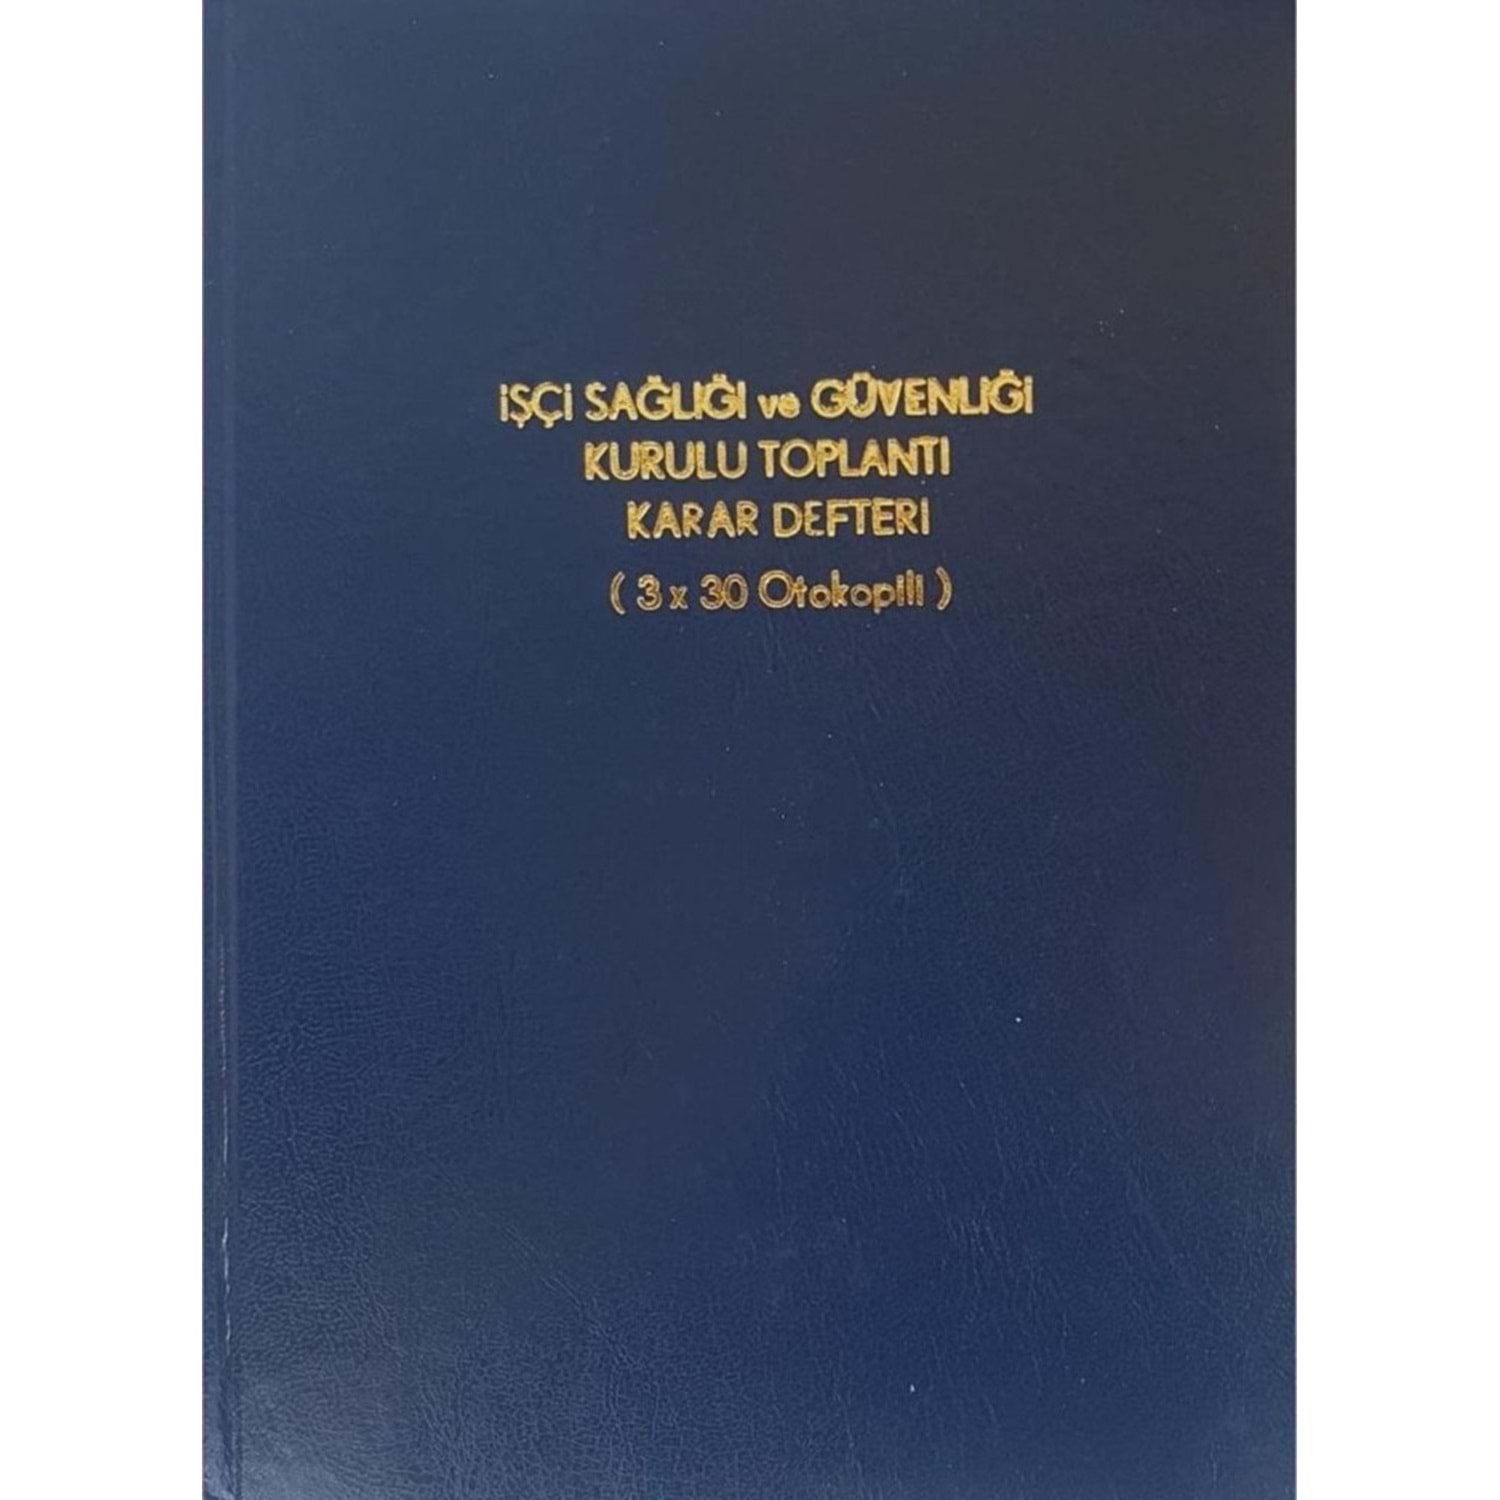 İŞÇİ SAĞLIĞI ve GÜVENLIĞİ
KURULU TOPLANTI
KARAR DEFTERİ
( 3 x 30 Otokopili )